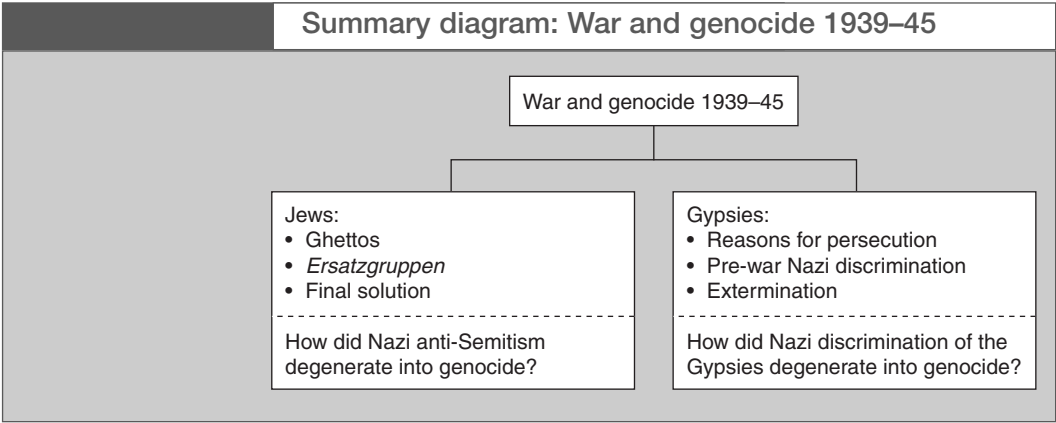 Summary diagram: War and genocide 1939–45
War and genocide 1939–45
Jews:
• Ghettos
• Ersatzgruppen
• Final solution
How did Nazi anti-Semitism
degenerate into genocide?
Gypsies:
• Reasons for persecution
• Pre-war Nazi discrimination
• Extermination
How did Nazi discrimination of the
Gypsies degenerate into genocide?